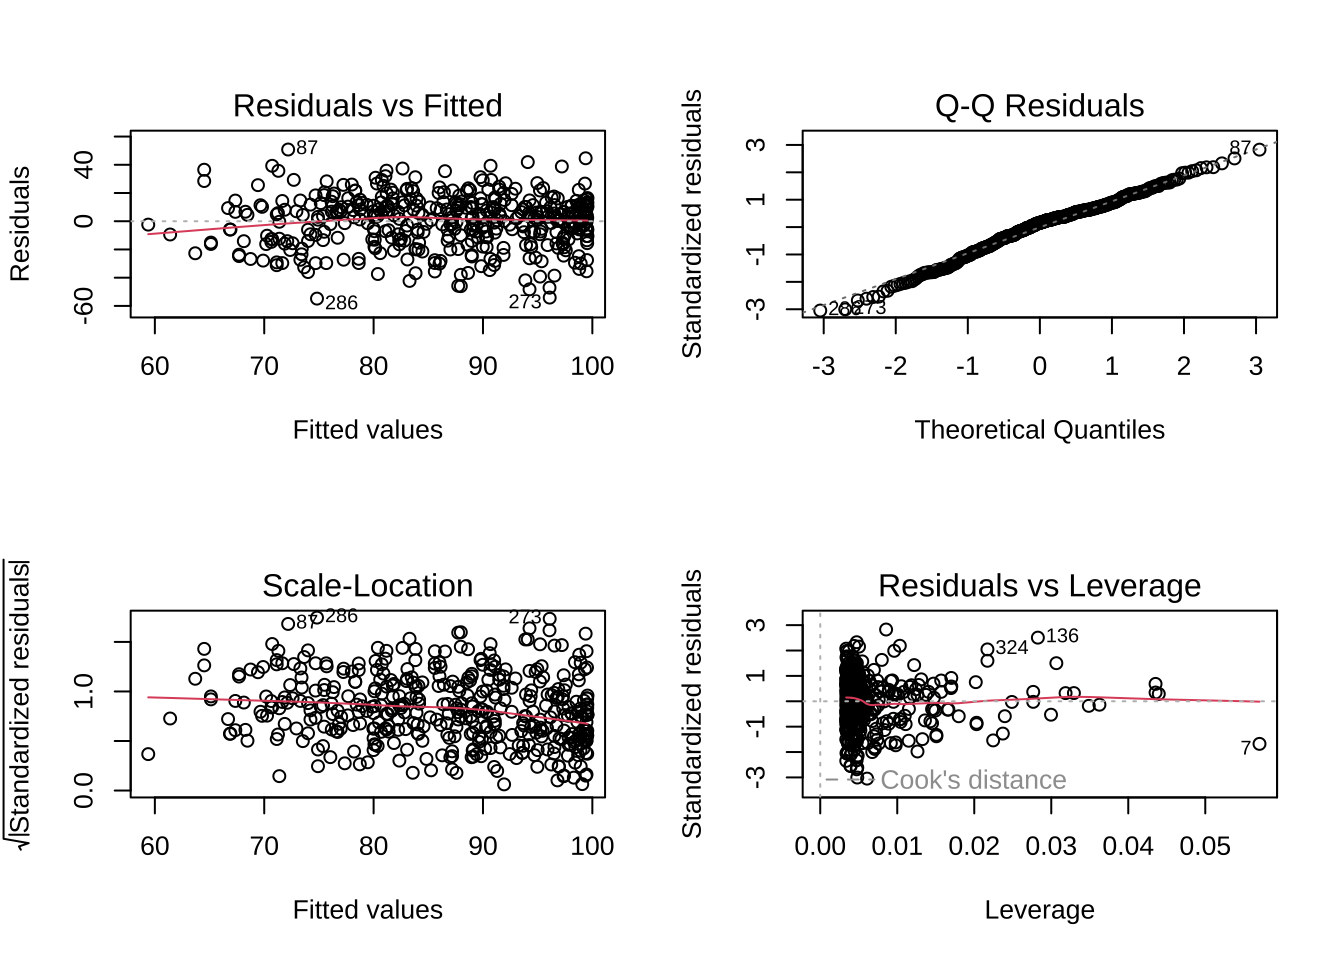 Residuals vs Fitted
Residuals
40
0
-60
87
286
273
60 70 80 90 100
Fitted values
Q-Q Residuals
Standardized residuals
3
1
-1
-3
87
273
-3 -2 -1 0 1 2 3
Theoretical Quantiles
Scale-Location
√|Standardized residuals|
1.0
0.0
87
286
273
60 70 80 90 100
Fitted values
Residuals vs Leverage
Standardized residuals
3
1
-1
-3
136
324
7
Cook's distance
0.00 0.01 0.02 0.03 0.04 0.05
Leverage